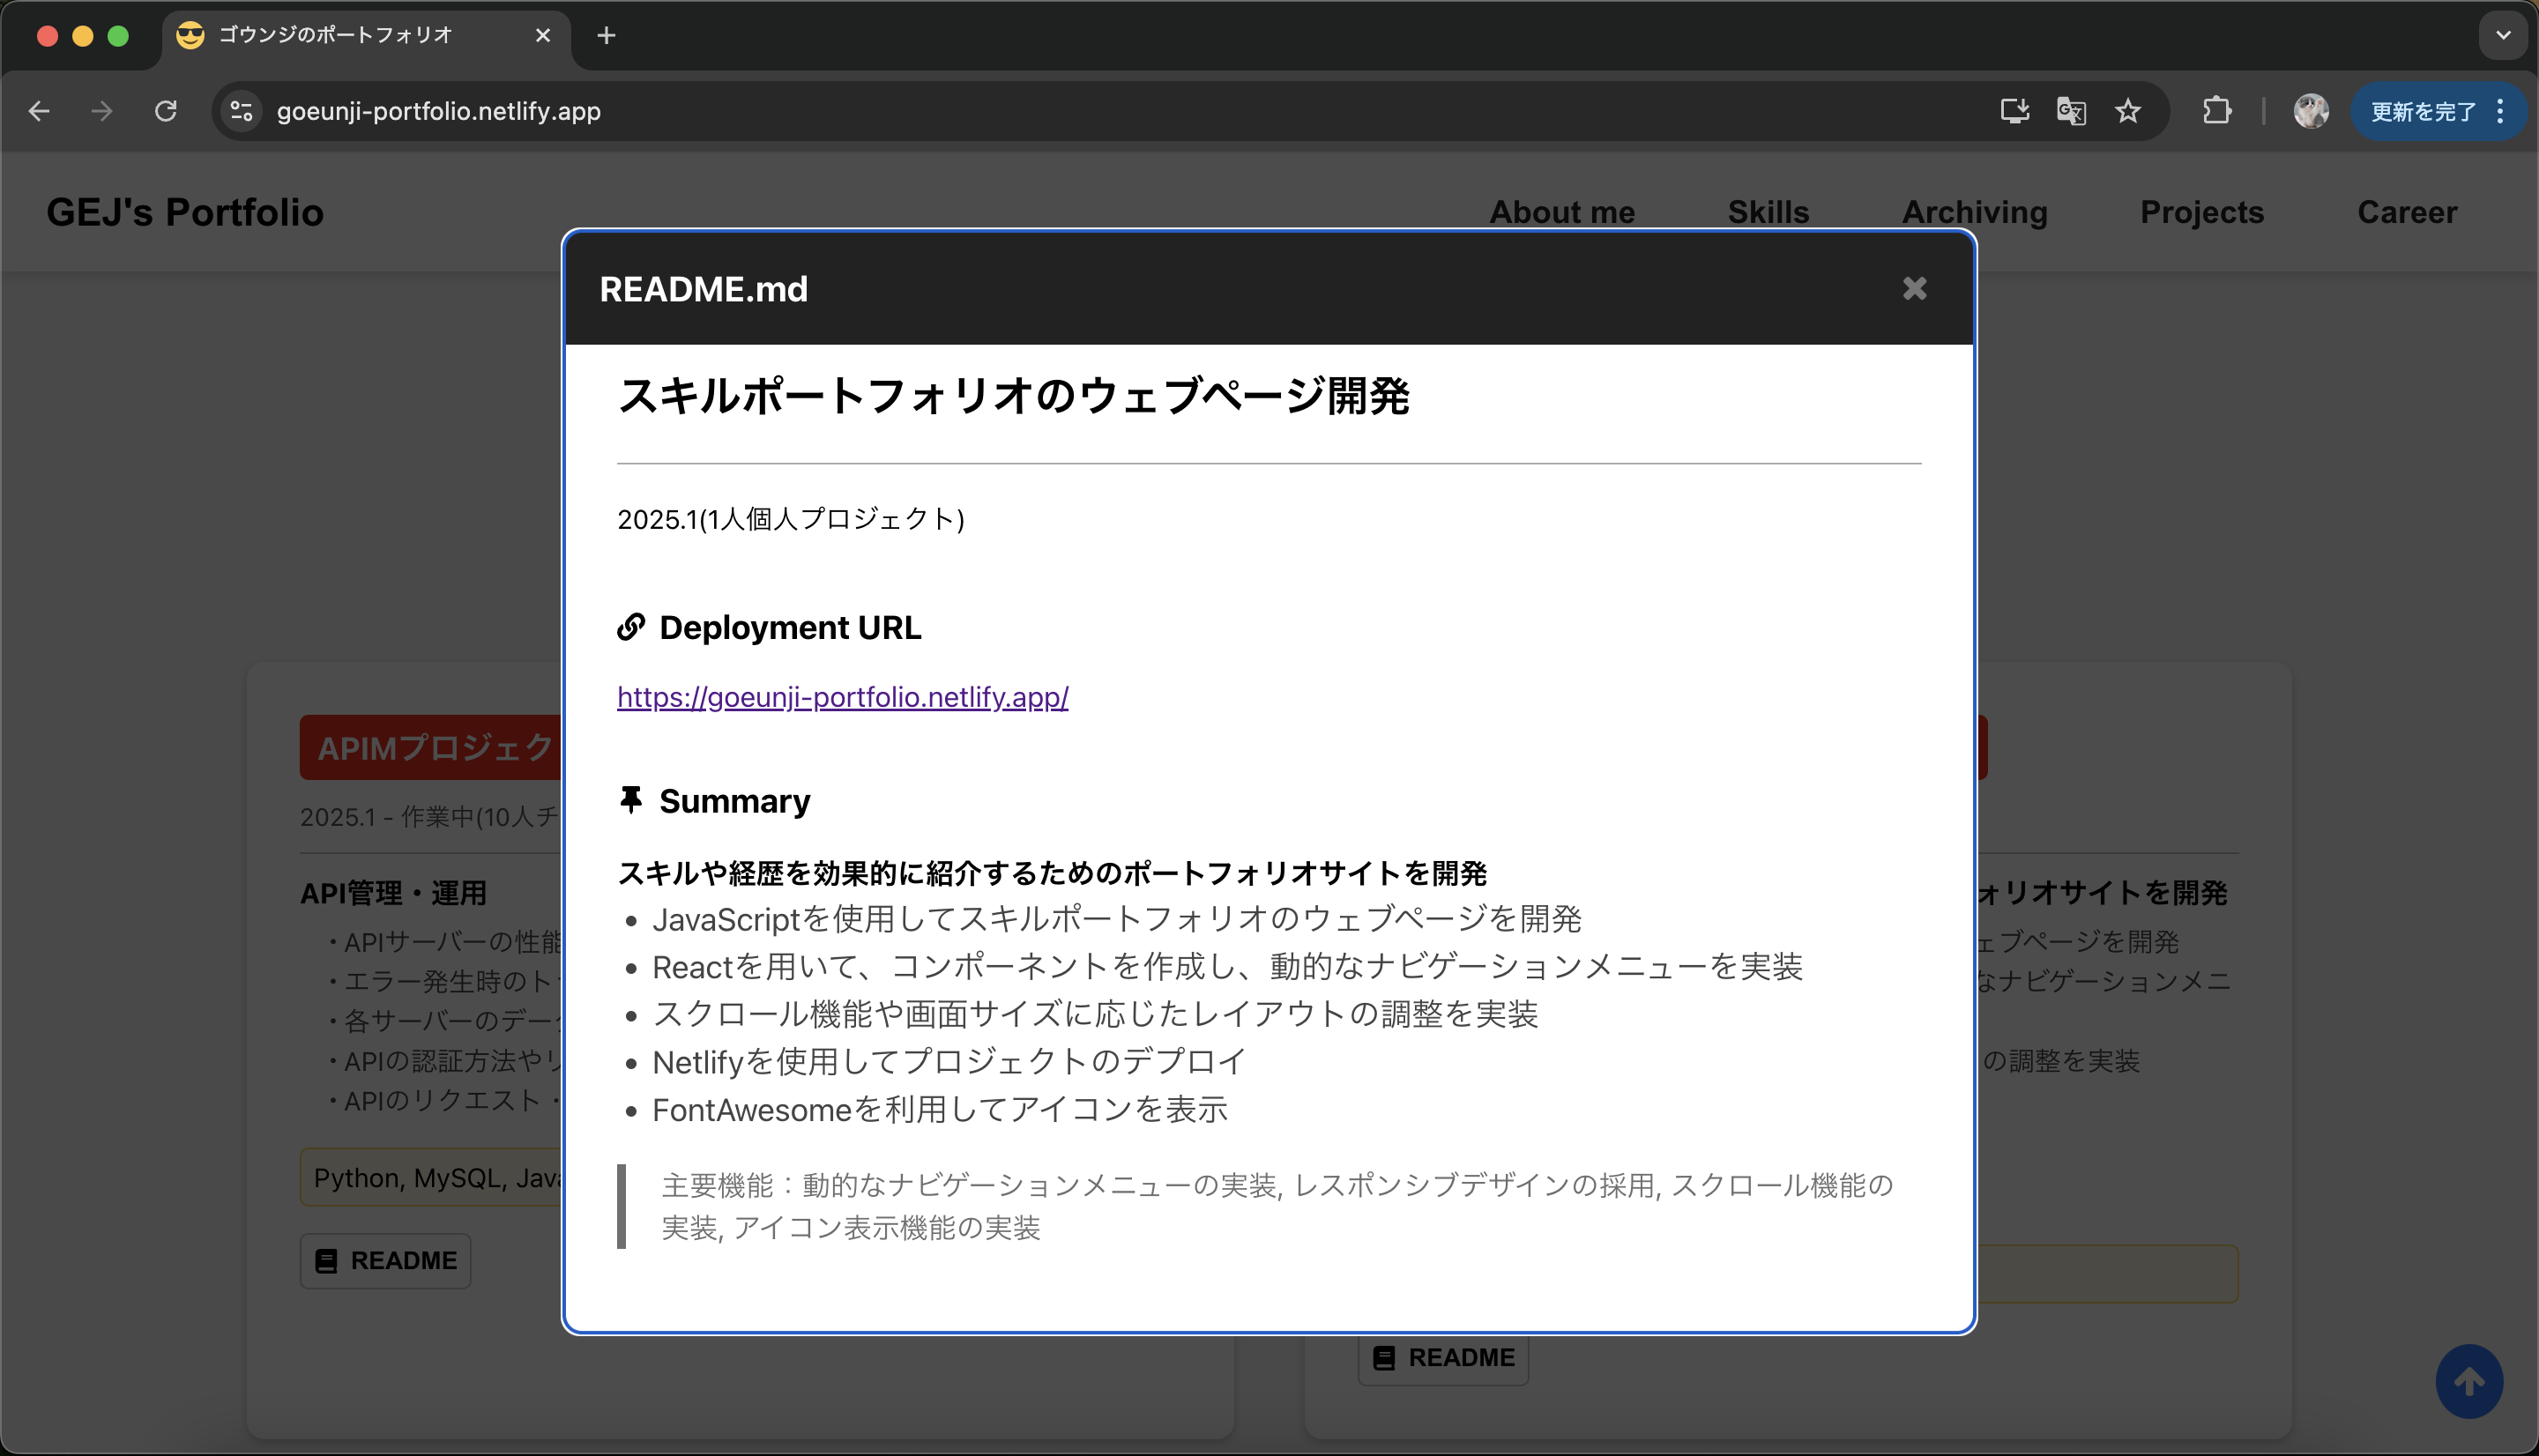 ゴウンジのポートフォリオ
goeunji-portfolio.netlify.app
更新を完了
GEJ's Portfolio
About me
Skills
Archiving
Projects
Career
README.md
スキルポートフォリオのウェブページ開発
2025.1(1人個人プロジェクト)
Deployment URL
https://goeunji-portfolio.netlify.app/
Summary
スキルや経歴を効果的に紹介するためのポートフォリオサイトを開発
• JavaScriptを使用してスキルポートフォリオのウェブページを開発
• Reactを用いて、コンポーネントを作成し、動的なナビゲーションメニューを実装
• スクロール機能や画面サイズに応じたレイアウトの調整を実装
• Netlifyを使用してプロジェクトのデプロイ
• FontAwesomeを利用してアイコンを表示
主要機能：動的なナビゲーションメニューの実装, レスポンシブデザインの採用, スクロール機能の
実装, アイコン表示機能の実装
APIMプロジェク
2025.1 - 作業中(10人チ
API管理・運用
・APIサーバーの性能
・エラー発生時のト
・各サーバーのデー
・APIの認証方法や
・APIのリクエスト・
Python, MySQL, Java
README
ォリオサイトを開発
ェブページを開発
なナビゲーションメニ
の調整を実装
README